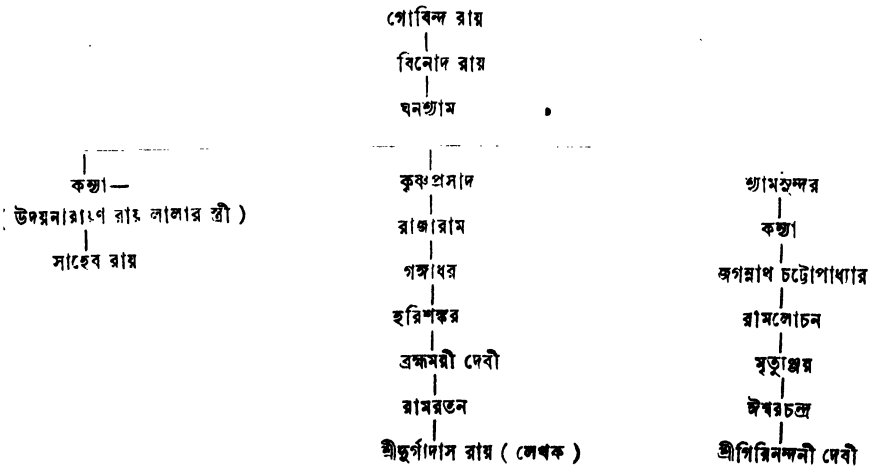 গোবিন্দ রায়
বিনোদ রায়
ঘনশ্যাম
কন্যা— কৃষ্ণপ্রসাদ শ্যামসুন্দর
( উদয়নারায়ণ রায় লালার স্ত্রী ) রাজারাম কন্যা
সাহেব রায় গঙ্গাধর জগন্নাথ চট্টোপাধ্যার
হরিশঙ্কর রামলোচন
ব্রহ্মময়ী দেবী মৃত্যুঞ্জয়
রামরতন ঈশ্বরচন্দ্র
শ্রীদুর্গাদাস রায় ( লেখক ) শ্রীগিরিনন্দনী দেবী